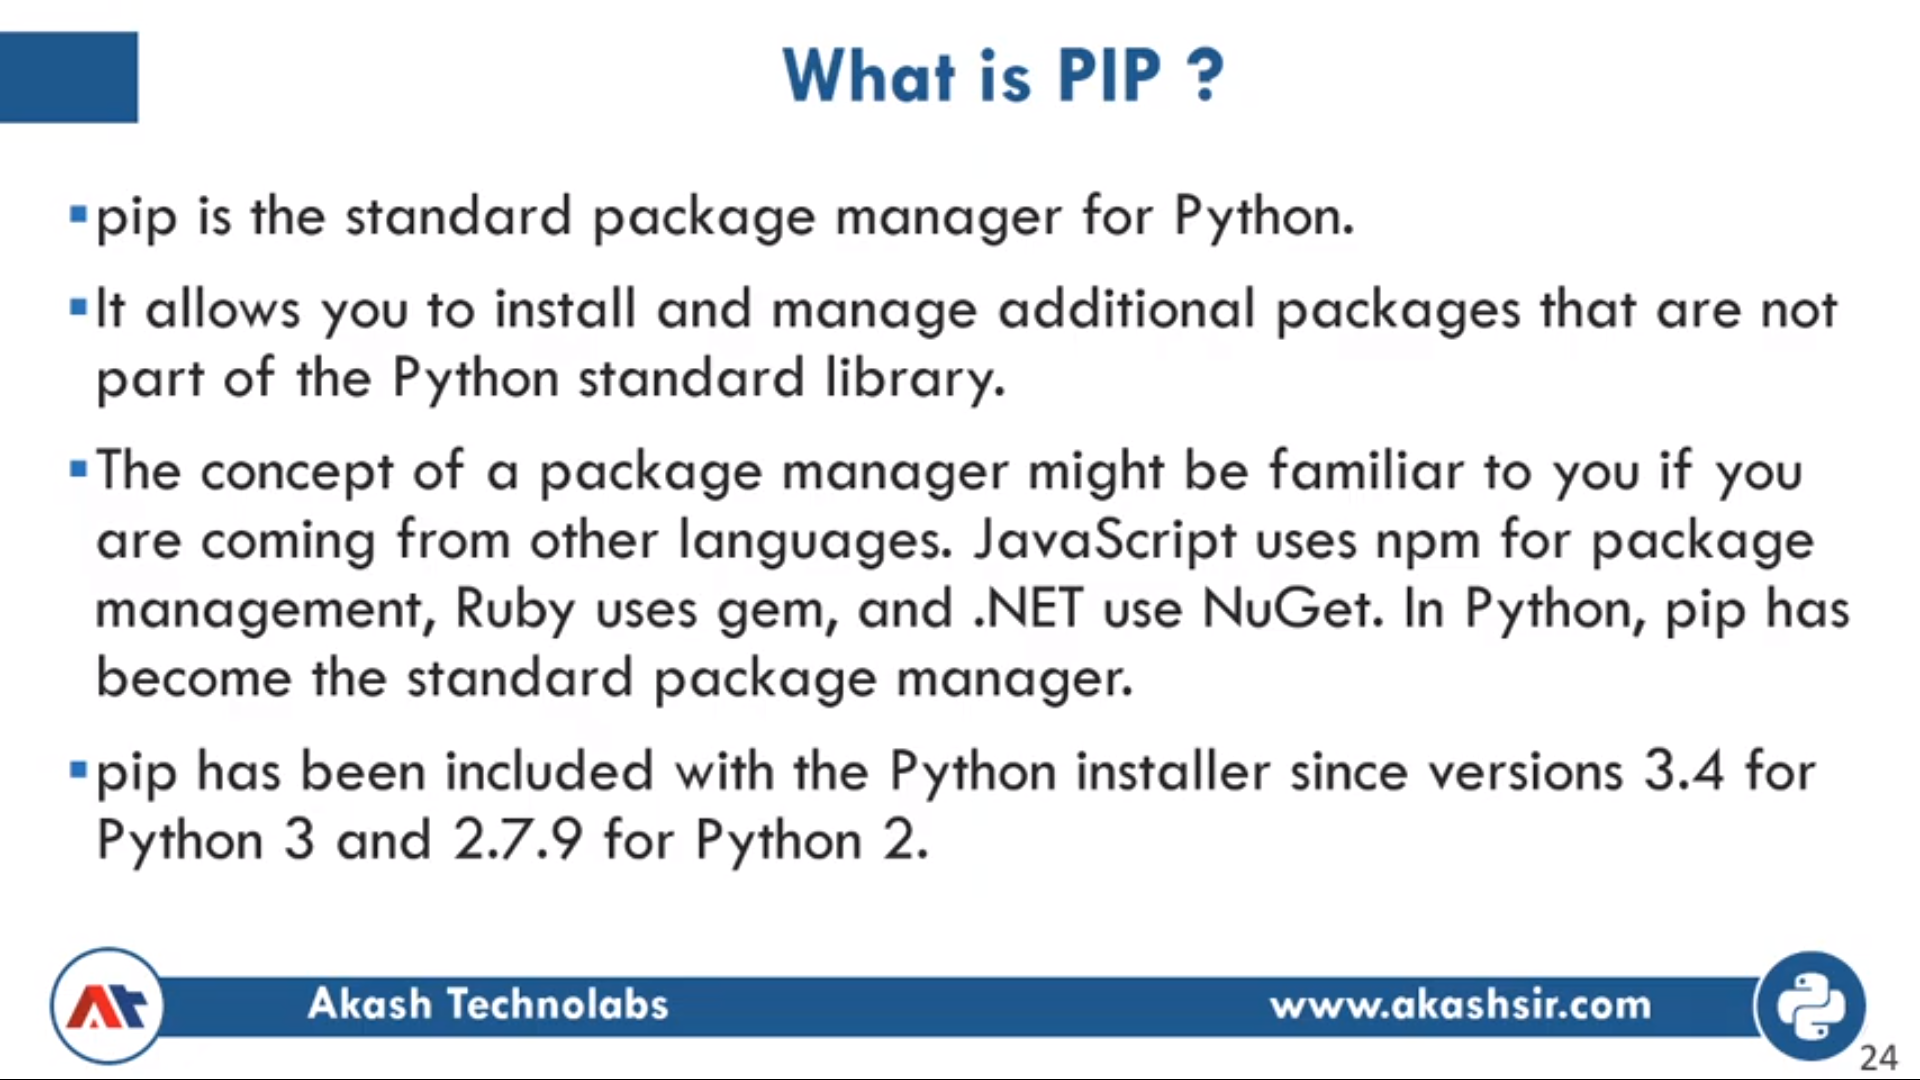 What is PIP ?
▪pip is the standard package manager for Python.
▪It allows you to install and manage additional packages that are not
part of the Python standard library.
▪The concept of a package manager might be familiar to you if you
are coming from other languages. JavaScript uses npm for package
management, Ruby uses gem, and .NET use NuGet. In Python, pip has
become the standard package manager.
▪pip has been included with the Python installer since versions 3.4 for
Python 3 and 2.7.9 for Python 2.
At
Akash Technolabs
www.akashsir.com
24